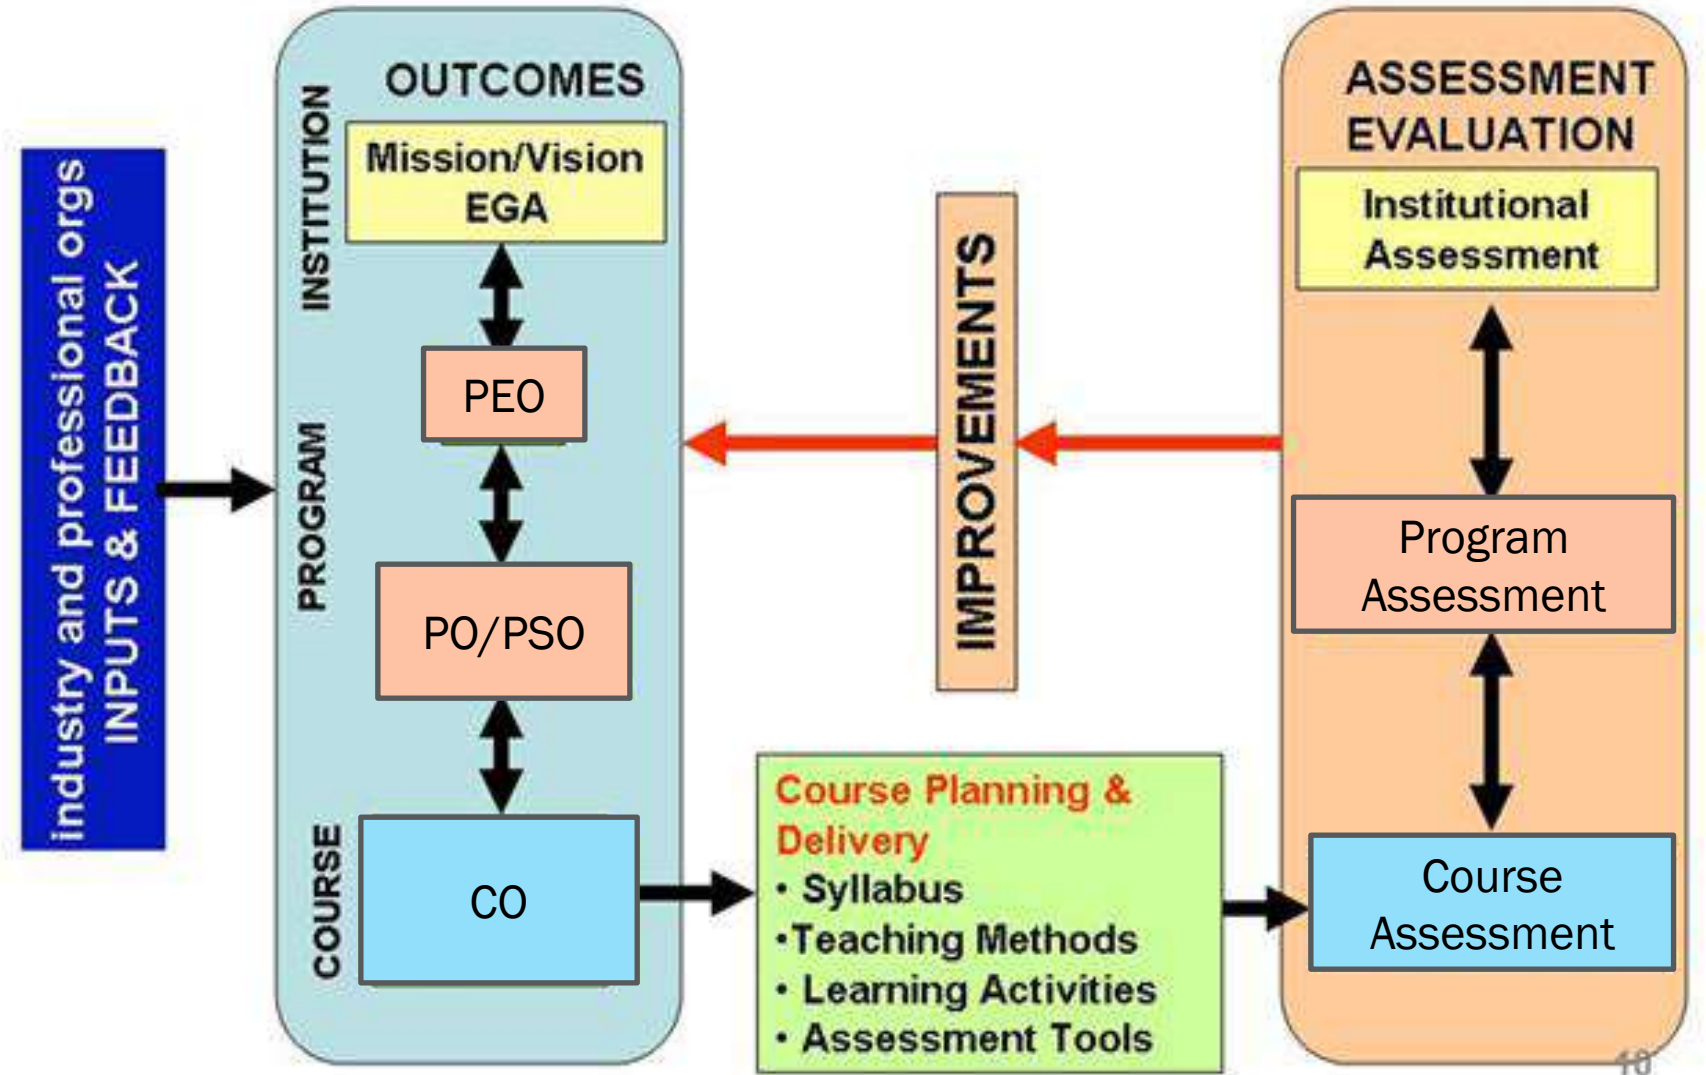 industry and professional orgs
INPUTS & FEEDBACK
OUTCOMES
INSTITUTION
Mission/Vision
EGA
PEO
PROGRAM
PO/PSO
COURSE
CO
IMPROVEMENTS
Course Planning &
Delivery
• Syllabus
•Teaching Methods
• Learning Activities
• Assessment Tools
ASSESSMENT
EVALUATION
Institutional
Assessment
Program
Assessment
Course
Assessment
10